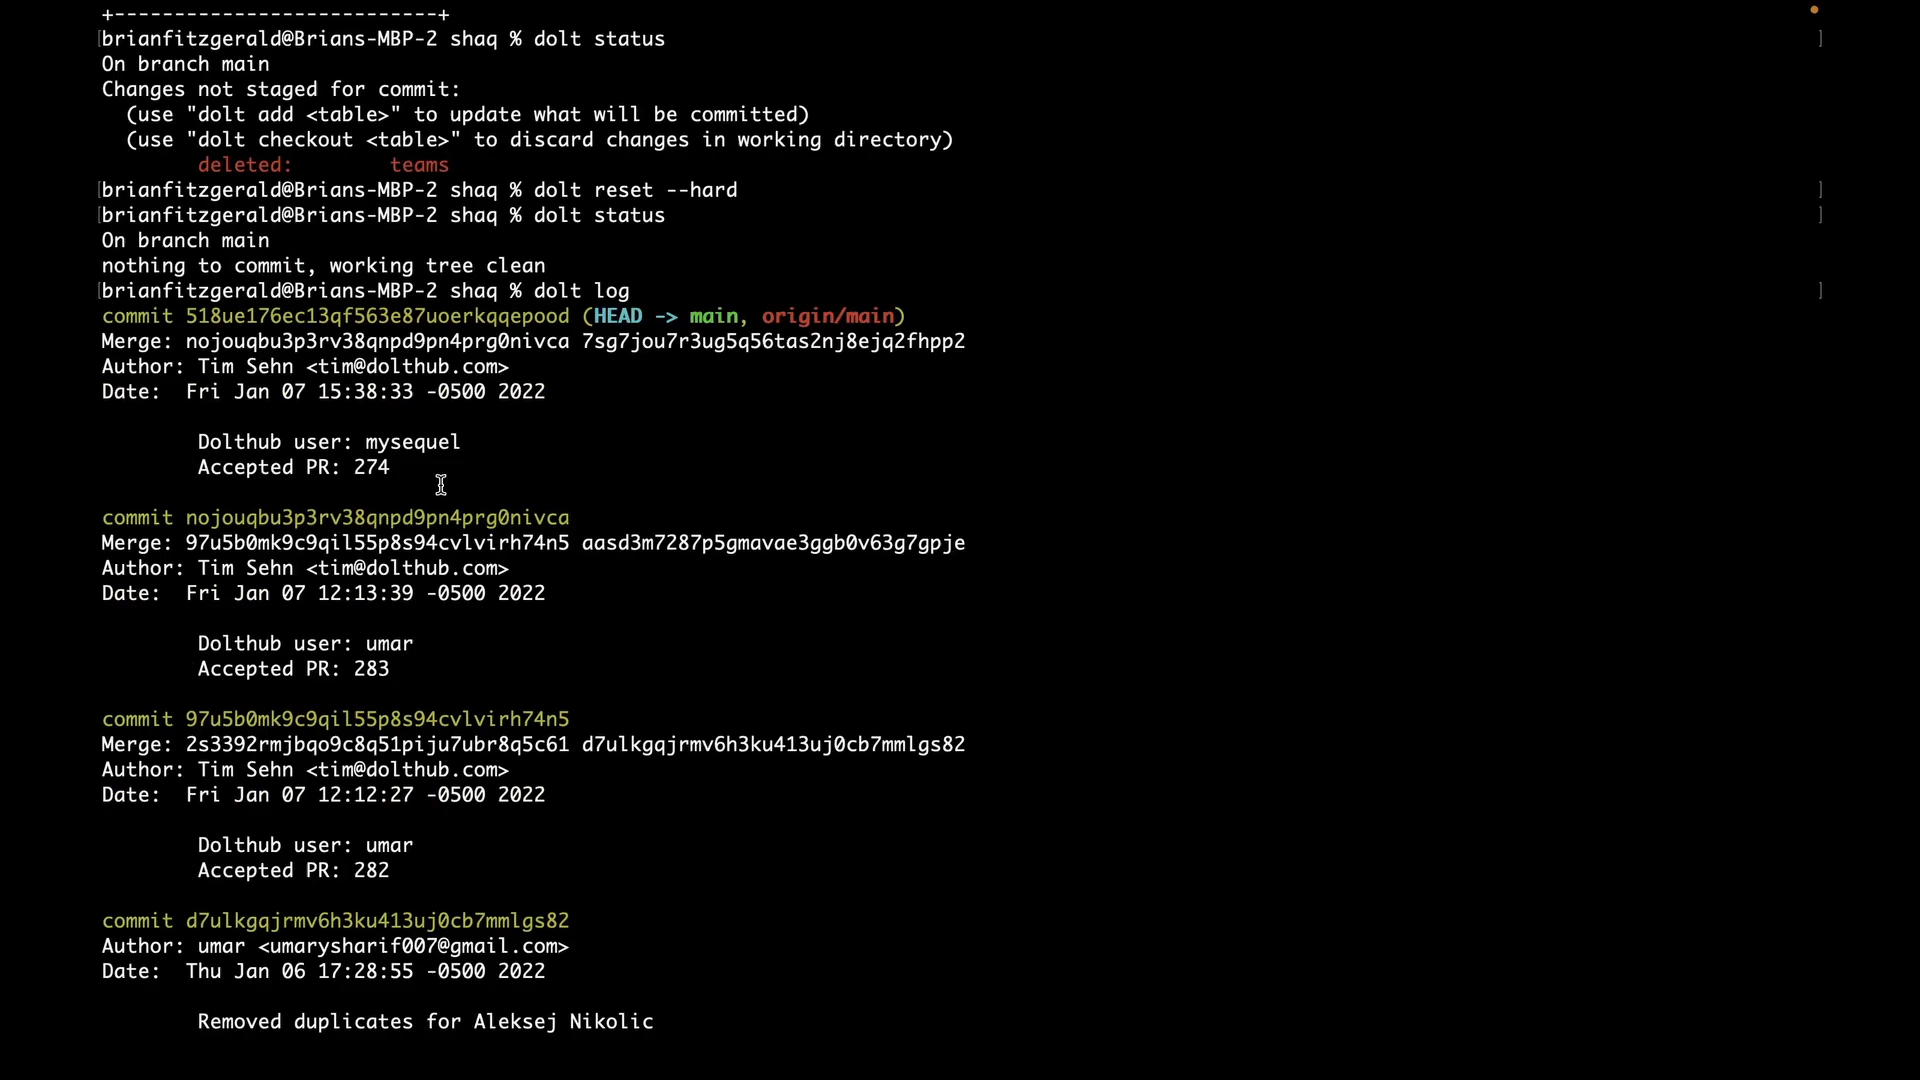 +---------------------------+
[brianfitzgerald@Brians-MBP-2 shaq % dolt status ]
On branch main
Changes not staged for commit:
  (use "dolt add <table>" to update what will be committed)
  (use "dolt checkout <table>" to discard changes in working directory)
        deleted:        teams
[brianfitzgerald@Brians-MBP-2 shaq % dolt reset --hard ]
[brianfitzgerald@Brians-MBP-2 shaq % dolt status ]
On branch main
nothing to commit, working tree clean
[brianfitzgerald@Brians-MBP-2 shaq % dolt log ]
commit 518ue176ec13qf563e87uoerkqqepood (HEAD -> main, origin/main)
Merge: nojouqbu3p3rv38qnpd9pn4prg0nivca 7sg7jou7r3ug5q56tas2nj8ejq2fhpp2
Author: Tim Sehn <tim@dolthub.com>
Date:  Fri Jan 07 15:38:33 -0500 2022
        Dolthub user: mysequel
        Accepted PR: 274
commit nojouqbu3p3rv38qnpd9pn4prg0nivca
Merge: 97u5b0mk9c9qil55p8s94cvlvirh74n5 aasd3m7287p5gmavae3ggb0v63g7gpje
Author: Tim Sehn <tim@dolthub.com>
Date:  Fri Jan 07 12:13:39 -0500 2022
        Dolthub user: umar
        Accepted PR: 283
commit 97u5b0mk9c9qil55p8s94cvlvirh74n5
Merge: 2s3392rmjbqo9c8q51piju7ubr8q5c61 d7ulkgqjrmv6h3ku413uj0cb7mmlgs82
Author: Tim Sehn <tim@dolthub.com>
Date:  Fri Jan 07 12:12:27 -0500 2022
        Dolthub user: umar
        Accepted PR: 282
commit d7ulkgqjrmv6h3ku413uj0cb7mmlgs82
Author: umar <umarysharif007@gmail.com>
Date:  Thu Jan 06 17:28:55 -0500 2022
        Removed duplicates for Aleksej Nikolic